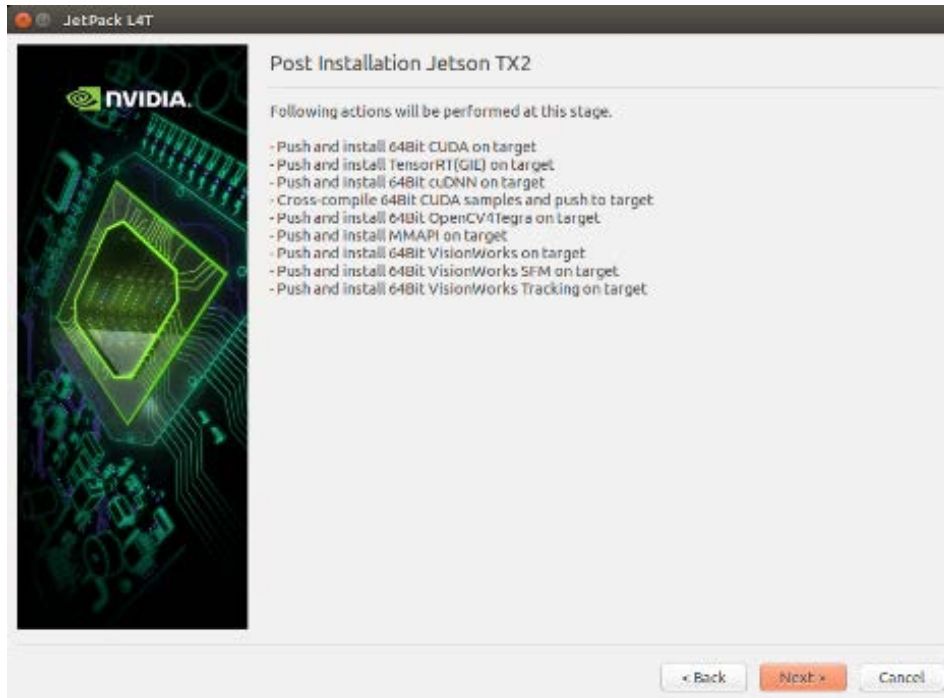 JetPack L4T
NVIDIA.
Post Installation Jetson TX2
Following actions will be performed at this stage.
- Push and install 64Bit CUDA on target
- Push and install TensorRT(GIE) on target
- Push and install 64Bit cuDNN on target
- Cross-compile 64Bit CUDA samples and push to target
- Push and install 64Bit OpenCV4Tegra on target
- Push and install MMAPI on target
- Push and install 64Bit VisionWorks on target
- Push and install 64Bit VisionWorks SFM on target
- Push and install 64Bit VisionWorks Tracking on target
< Back
Next >
Cancel